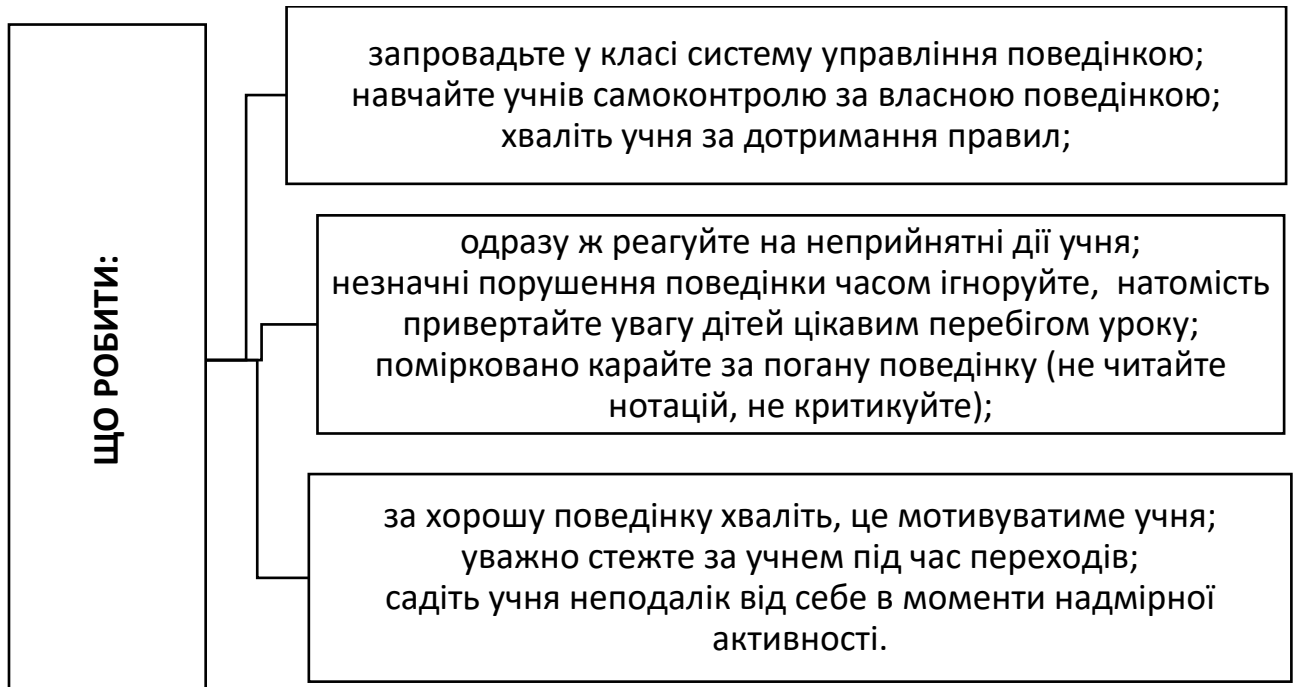 ЩО РОБИТИ:
запровадьте у класі систему управління поведінкою;
навчайте учнів самоконтролю за власною поведінкою;
хваліть учня за дотримання правил;
одразу ж реагуйте на неприйнятні дії учня;
незначні порушення поведінки часом ігноруйте,  натомість
привертайте увагу дітей цікавим перебігом уроку;
помірковано карайте за погану поведінку (не читайте
нотацій, не критикуйте);
за хорошу поведінку хваліть, це мотивуватиме учня;
уважно стежте за учнем під час переходів;
садіть учня неподалік від себе в моменти надмірної
активності.